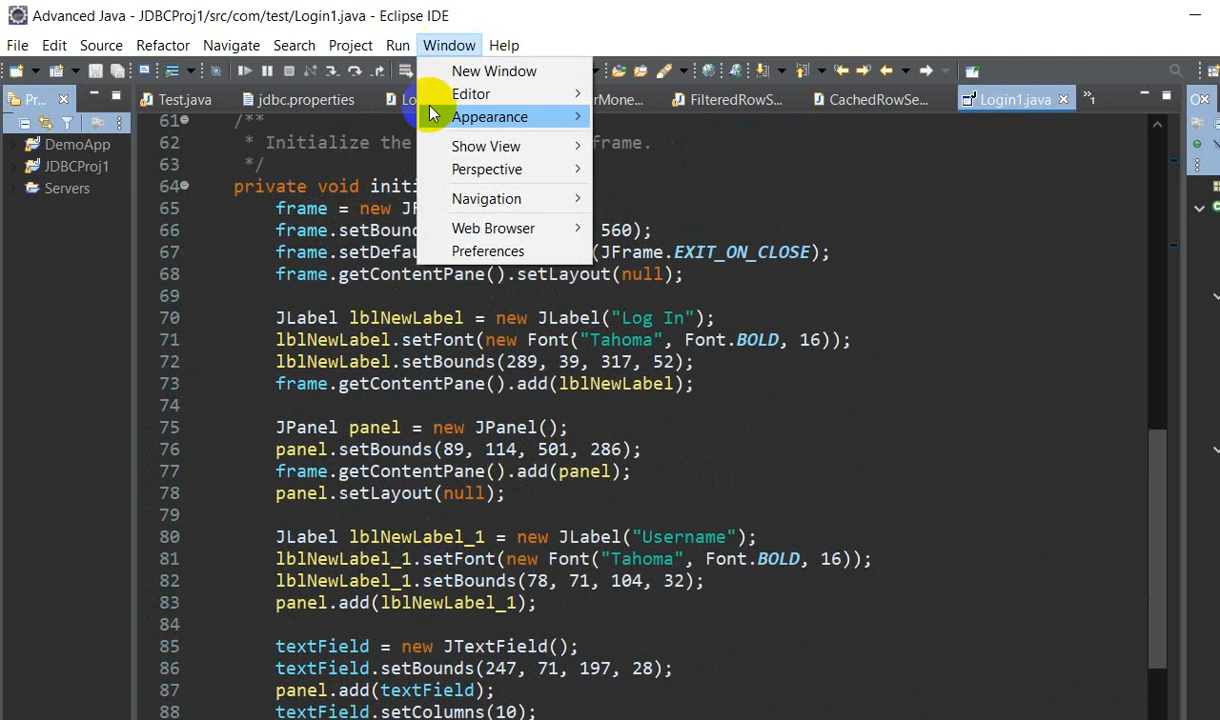 Advanced Java - JDBCProj1/src/com/test/Login1.java - Eclipse IDE
File Edit Source Refactor Navigate Search Project Run Window Help
New Window
Editor
Appearance
Show View
Perspective
Navigation
Web Browser
Preferences
Pr...
DemoApp
JDBCProj1
Servers
Test.java jdbc.properties Lo rMone... FilteredRowS... CachedRowSe... Login1.java »1
61 /**
62 * Initialize the frame.
63 */
64 private void initi
65 frame = new JF
66 frame.setBound 560);
67 frame.setDefau (JFrame.EXIT_ON_CLOSE);
68 frame.getContentPane().setLayout(null);
69
70 JLabel lblNewLabel = new JLabel("Log In");
71 lblNewLabel.setFont(new Font("Tahoma", Font.BOLD, 16));
72 lblNewLabel.setBounds(289, 39, 317, 52);
73 frame.getContentPane().add(lblNewLabel);
74
75 JPanel panel = new JPanel();
76 panel.setBounds(89, 114, 501, 286);
77 frame.getContentPane().add(panel);
78 panel.setLayout(null);
79
80 JLabel lblNewLabel_1 = new JLabel("Username");
81 lblNewLabel_1.setFont(new Font("Tahoma", Font.BOLD, 16));
82 lblNewLabel_1.setBounds(78, 71, 104, 32);
83 panel.add(lblNewLabel_1);
84
85 textField = new JTextField();
86 textField.setBounds(247, 71, 197, 28);
87 panel.add(textField);
88 textField.setColumns(10);